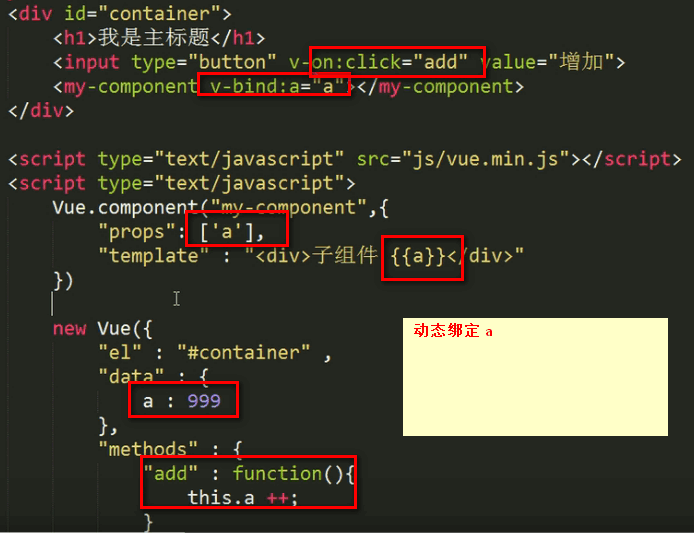 <div id="container">
<h1>我是主标题</h1>
<input type="button" v-on:click="add" value="增加">
<my-component v-bind:a="a"></my-component>
</div>
<script type="text/javascript" src="js/vue.min.js"></script>
<script type="text/javascript">
Vue.component("my-component",{
"props": ['a'],
"template" : "<div>子组件 {{a}}</div>"
})
new Vue({
"el" : "#container" ,
"data" : {
a : 999
},
"methods" : {
"add" : function(){
this.a ++;
}
动态绑定 a